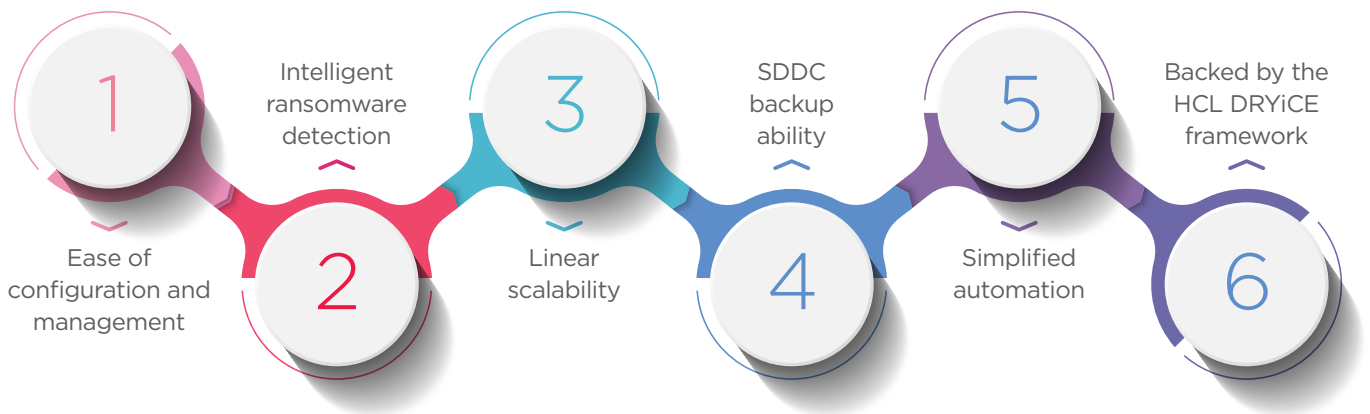 1
Ease of
configuration and
management
Intelligent
ransomware
detection
2
3
Linear
scalability
SDDC
backup
ability
4
5
Simplified
automation
Backed by the
HCL DRYiCE
framework
6